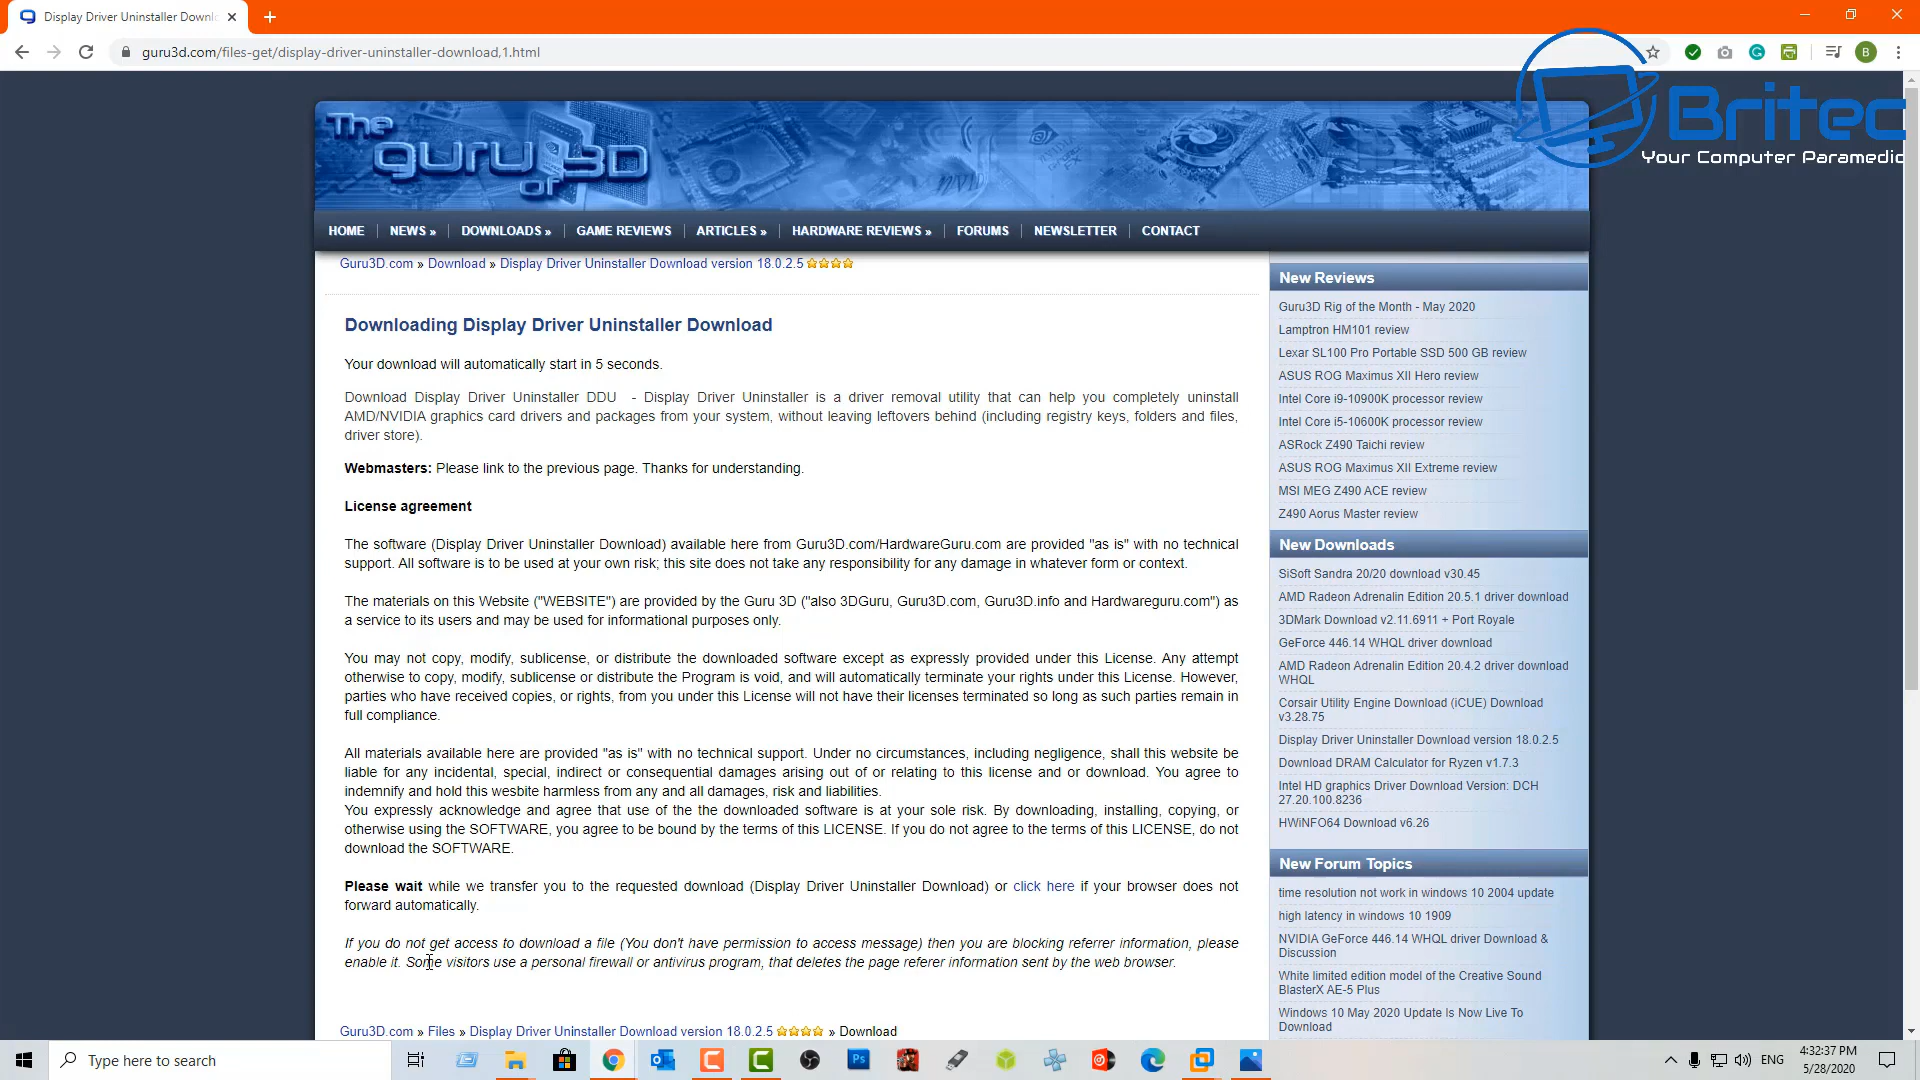 Display Driver Uninstaller Downl
guru3d.com/files-get/display-driver-uninstaller-download,1.html
B
Britec
Your Computer Paramedic
The guru of 3D
HOME NEWS » DOWNLOADS » GAME REVIEWS ARTICLES » HARDWARE REVIEWS » FORUMS NEWSLETTER CONTACT
Guru3D.com » Download » Display Driver Uninstaller Download version 18.0.2.5
Downloading Display Driver Uninstaller Download
Your download will automatically start in 5 seconds.
Download Display Driver Uninstaller DDU - Display Driver Uninstaller is a driver removal utility that can help you completely uninstall
AMD/NVIDIA graphics card drivers and packages from your system, without leaving leftovers behind (including registry keys, folders and files,
driver store).
Webmasters: Please link to the previous page. Thanks for understanding.
License agreement
The software (Display Driver Uninstaller Download) available here from Guru3D.com/HardwareGuru.com are provided "as is" with no technical
support. All software is to be used at your own risk; this site does not take any responsibility for any damage in whatever form or context.
The materials on this Website ("WEBSITE") are provided by the Guru 3D ("also 3DGuru, Guru3D.com, Guru3D.info and Hardwareguru.com") as
a service to its users and may be used for informational purposes only.
You may not copy, modify, sublicense, or distribute the downloaded software except as expressly provided under this License. Any attempt
otherwise to copy, modify, sublicense or distribute the Program is void, and will automatically terminate your rights under this License. However,
parties who have received copies, or rights, from you under this License will not have their licenses terminated so long as such parties remain in
full compliance.
All materials available here are provided "as is" with no technical support. Under no circumstances, including negligence, shall this website be
liable for any incidental, special, indirect or consequential damages arising out of or relating to this license and or download. You agree to
indemnify and hold this wesbite harmless from any and all damages, risk and liabilities.
You expressly acknowledge and agree that use of the the downloaded software is at your sole risk. By downloading, installing, copying, or
otherwise using the SOFTWARE, you agree to be bound by the terms of this LICENSE. If you do not agree to the terms of this LICENSE, do not
download the SOFTWARE.
Please wait while we transfer you to the requested download (Display Driver Uninstaller Download) or click here if your browser does not
forward automatically.
If you do not get access to download a file (You don't have permission to access message) then you are blocking referrer information, please
enable it. Some visitors use a personal firewall or antivirus program, that deletes the page referer information sent by the web browser.
Guru3D.com » Files » Display Driver Uninstaller Download version 18.0.2.5 » Download
New Reviews
Guru3D Rig of the Month - May 2020
Lamptron HM101 review
Lexar SL100 Pro Portable SSD 500 GB review
ASUS ROG Maximus XII Hero review
Intel Core i9-10900K processor review
Intel Core i5-10600K processor review
ASRock Z490 Taichi review
ASUS ROG Maximus XII Extreme review
MSI MEG Z490 ACE review
Z490 Aorus Master review
New Downloads
SiSoft Sandra 20/20 download v30.45
AMD Radeon Adrenalin Edition 20.5.1 driver download
3DMark Download v2.11.6911 + Port Royale
GeForce 446.14 WHQL driver download
AMD Radeon Adrenalin Edition 20.4.2 driver download
WHQL
Corsair Utility Engine Download (iCUE) Download
v3.28.75
Display Driver Uninstaller Download version 18.0.2.5
Download DRAM Calculator for Ryzen v1.7.3
Intel HD graphics Driver Download Version: DCH
27.20.100.8236
HWiNFO64 Download v6.26
New Forum Topics
time resolution not work in windows 10 2004 update
high latency in windows 10 1909
NVIDIA GeForce 446.14 WHQL driver Download &
Discussion
White limited edition model of the Creative Sound
BlasterX AE-5 Plus
Windows 10 May 2020 Update Is Now Live To
Download
Type here to search
Ps
ENG
4:32:37 PM
5/28/2020